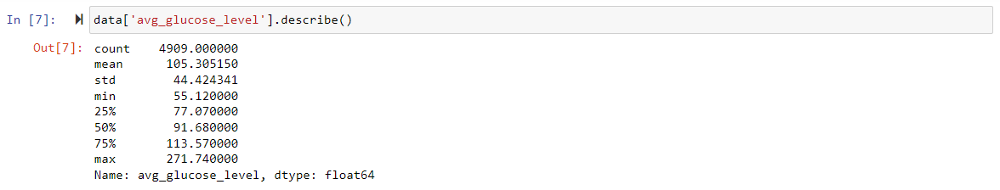 In [7]: data['avg_glucose_level'].describe()
Out[7]: count    4909.000000
mean      105.305150
std        44.424341
min        55.120000
25%        77.070000
50%        91.680000
75%       113.570000
max       271.740000
Name: avg_glucose_level, dtype: float64